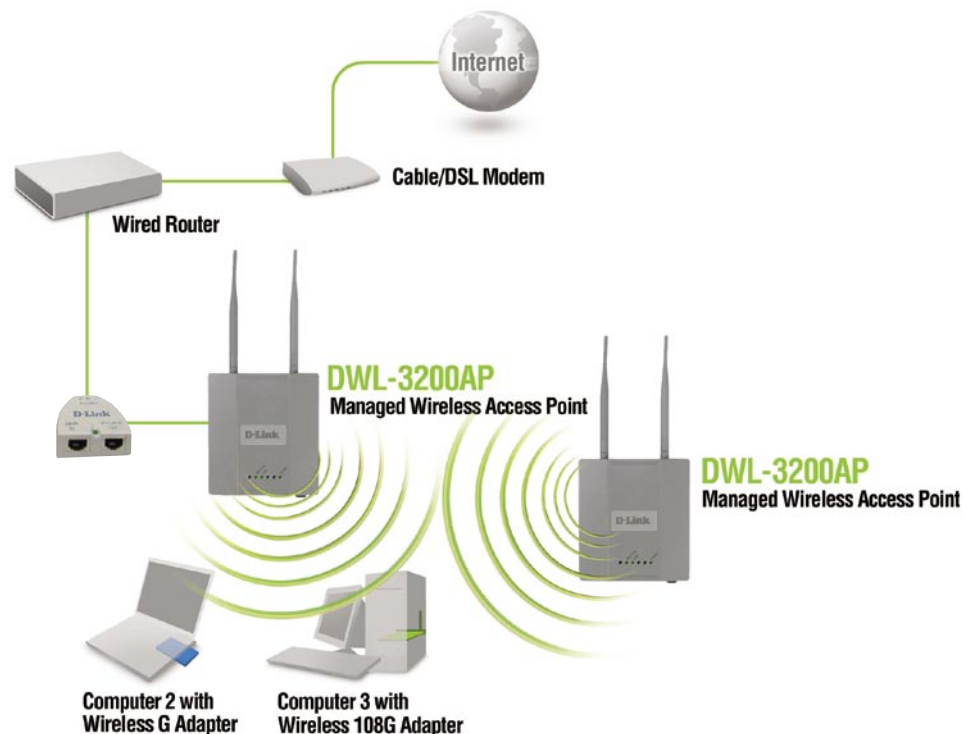 Internet
Cable/DSL Modem
Wired Router
DWL-3200AP
Managed Wireless Access Point
D-Link
D-Link
DWL-3200AP
Managed Wireless Access Point
D-Link
Computer 2 with
Wireless G Adapter
Computer 3 with
Wireless 108G Adapter